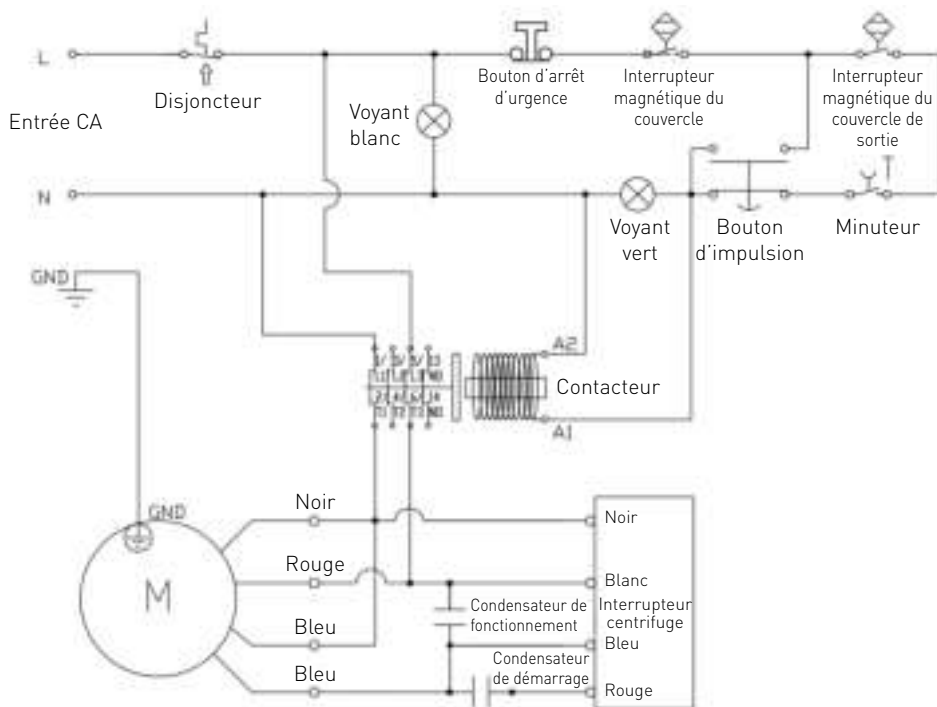 L
Disjoncteur
Entrée CA
Voyant
blanc
Bouton d'arrêt
d'urgence
Interrupteur
magnétique du
couvercle
Interrupteur
magnétique du
couvercle de
sortie
N
Voyant
vert
Bouton
d'impulsion
Minuteur
GND
A2
Contacteur
A1
GND
M
Noir
Rouge
Bleu
Bleu
Condensateur de
fonctionnement
Condensateur
de démarrage
Noir
Blanc
Interrupteur
centrifuge
Bleu
Rouge